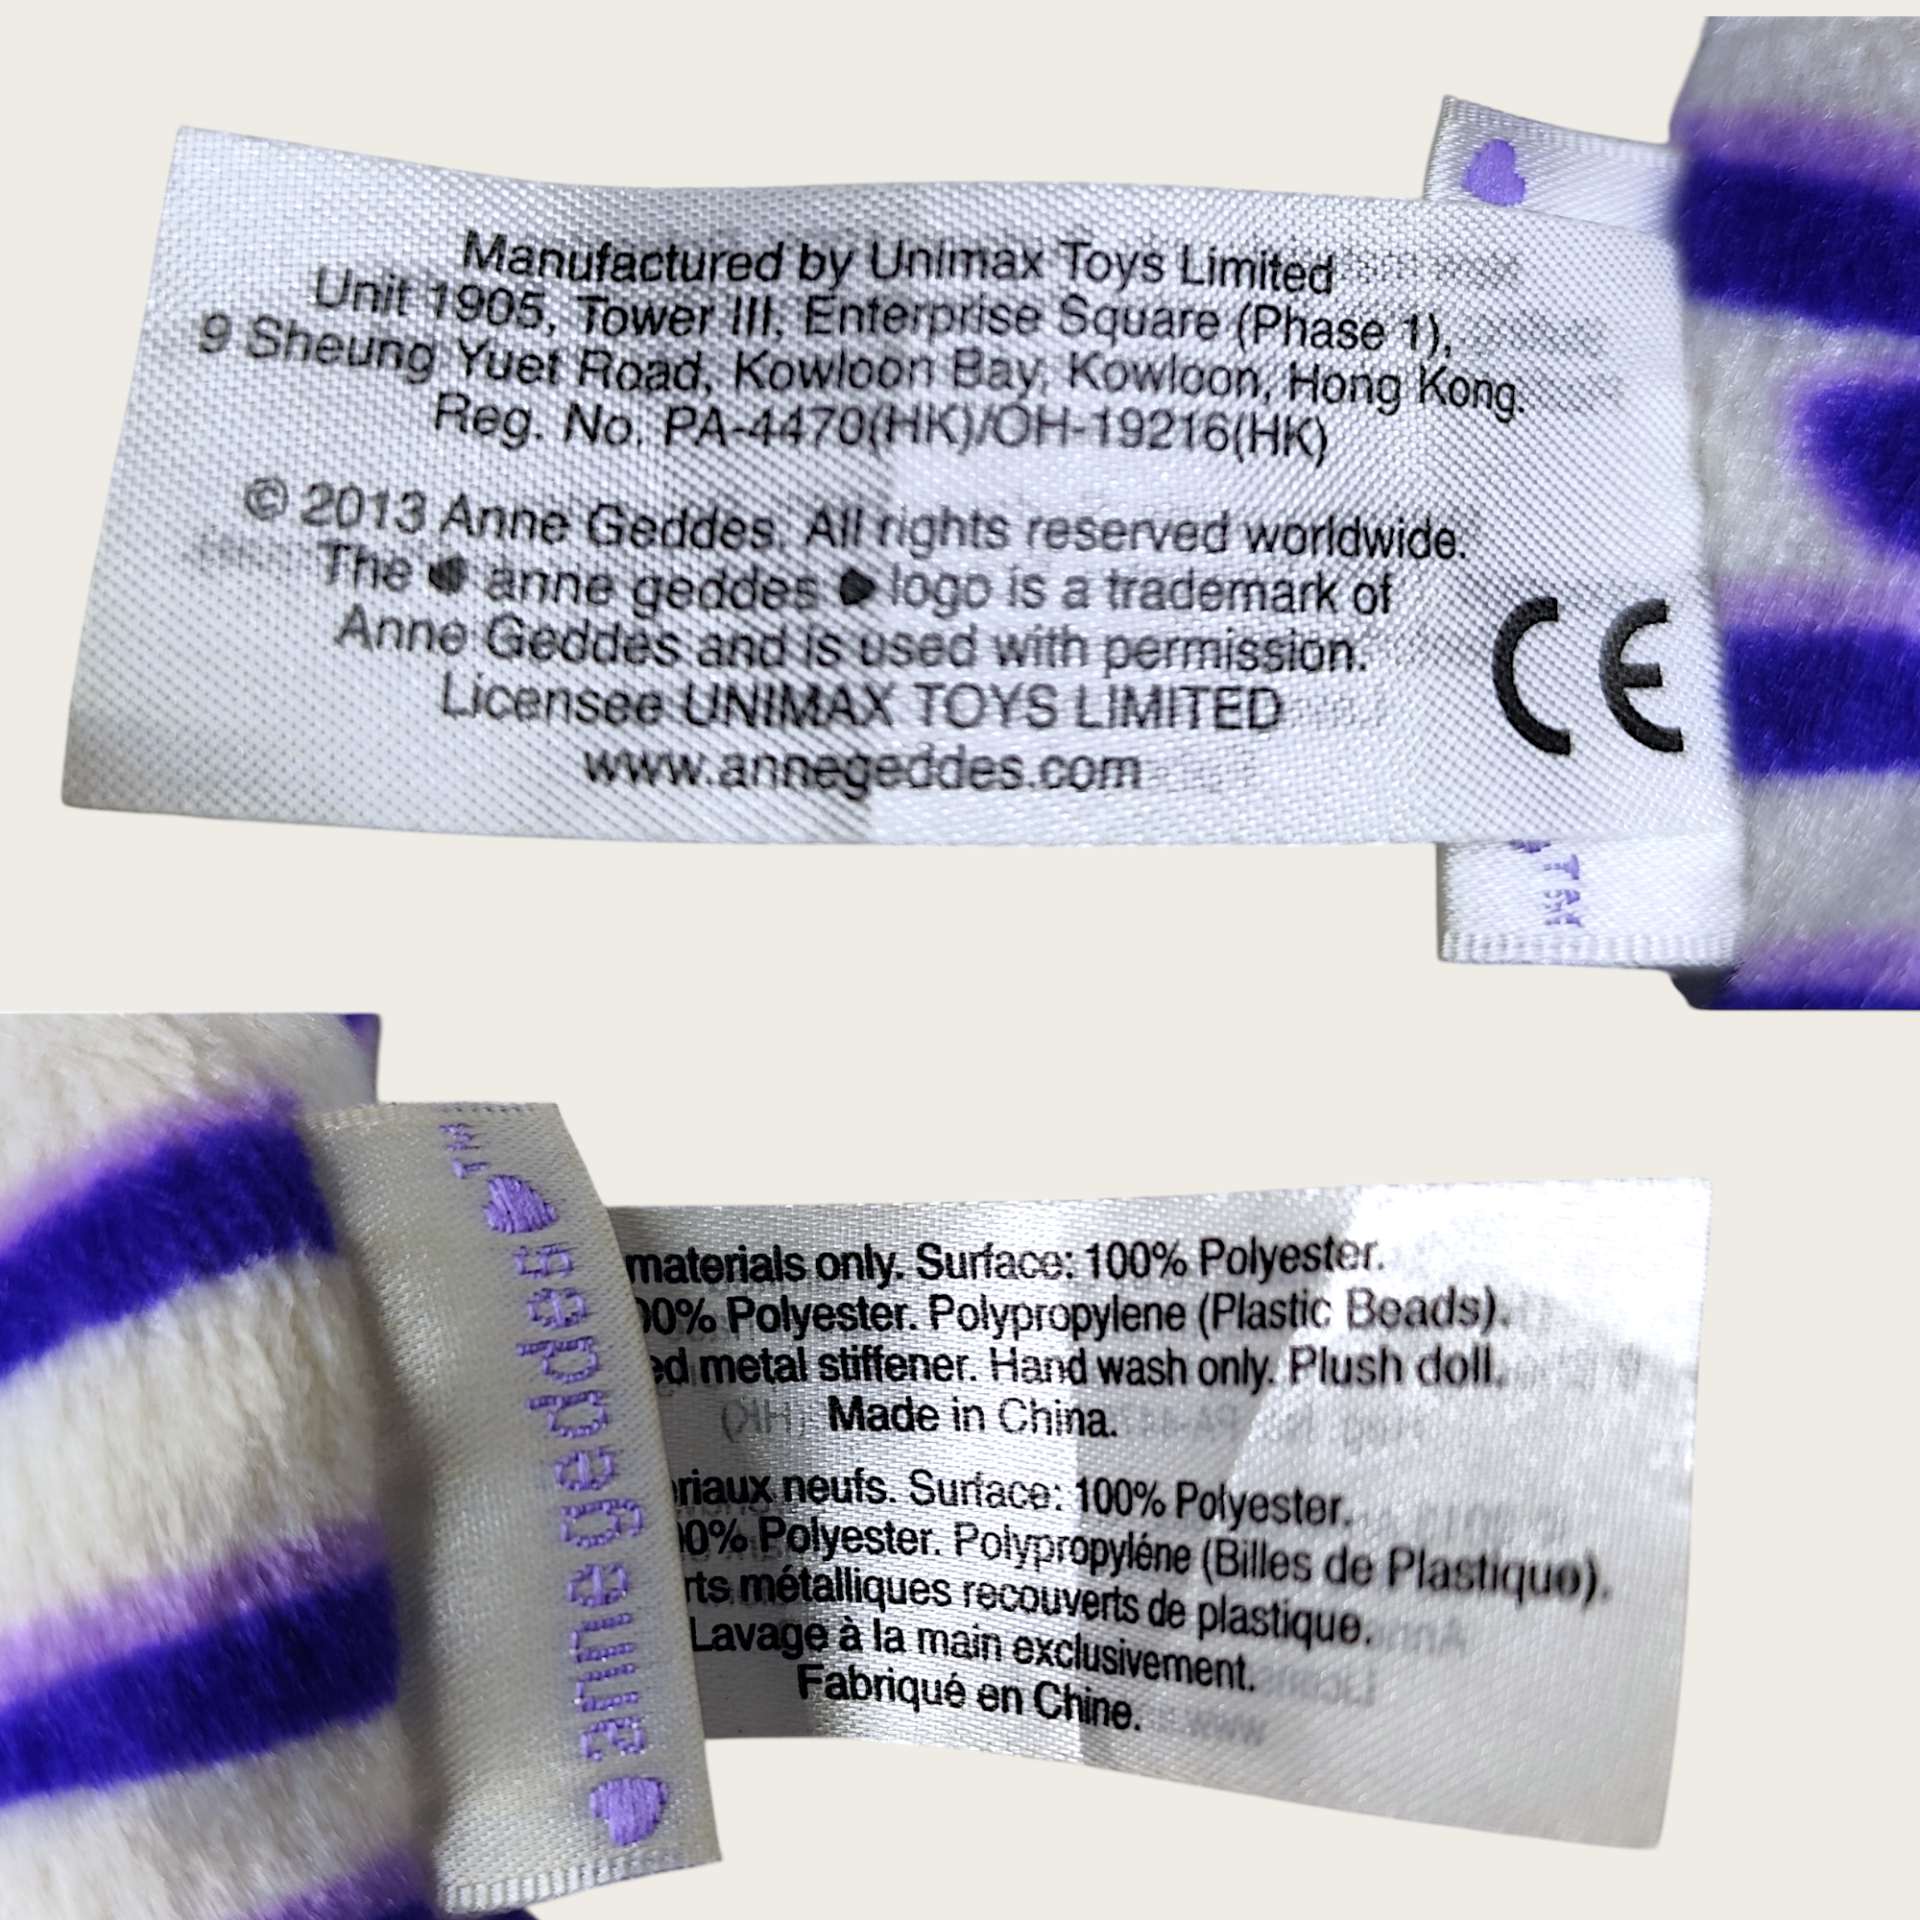 Manufactured by Unimax Toys Limited
Unit 1905, Tower III, Enterprise Square (Phase 1),
9 Sheung Yuet Road, Kowloon Bay, Kowloon, Hong Kong.
Reg. No. PA-4470(HK)/OH-19216(HK)
© 2013 Anne Geddes. All rights reserved worldwide.
The anne geddes logo is a trademark of
Anne Geddes and is used with permission.
Licensee UNIMAX TOYS LIMITED
www.annegeddes.com
CE
TM
anne geddes TM
materials only. Surface: 100% Polyester.
00% Polyester. Polypropylene (Plastic Beads).
ed metal stiffener. Hand wash only. Plush doll.
Made in China.
riaux neufs. Surface: 100% Polyester.
00% Polyester. Polypropyléne (Billes de Plastique).
rts métalliques recouverts de plastique.
Lavage à la main exclusivement.
Fabriqué en Chine.